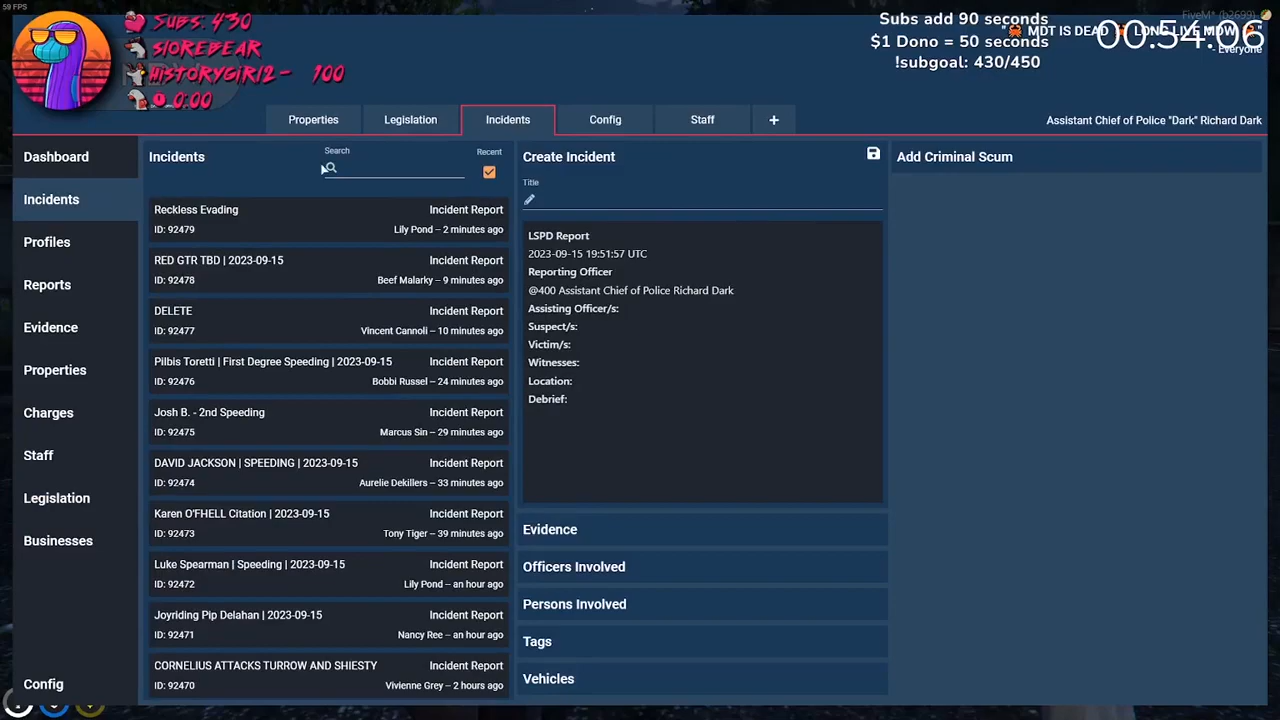 59 FPS
Subs: 430
SIOREBEAR
HISTORYGIRL2 - 100
0:00
Subs add 90 seconds
$1 Dono = 50 seconds
!subgoal: 430/450
FiveM* (b2699)
MDT IS DEAD LONG LIVE MDW
00:54:06
Everyone
Properties
Legislation
Incidents
Config
Staff
+
Assistant Chief of Police "Dark" Richard Dark
Dashboard
Incidents
Profiles
Reports
Evidence
Properties
Charges
Staff
Legislation
Businesses
Config
Incidents
Search
Recent
Reckless Evading Incident Report
ID: 92479 Lily Pond – 2 minutes ago
RED GTR TBD | 2023-09-15 Incident Report
ID: 92478 Beef Malarky – 9 minutes ago
DELETE Incident Report
ID: 92477 Vincent Cannoli – 10 minutes ago
Pilbis Toretti | First Degree Speeding | 2023-09-15 Incident Report
ID: 92476 Bobbi Russel – 24 minutes ago
Josh B. - 2nd Speeding Incident Report
ID: 92475 Marcus Sin – 29 minutes ago
DAVID JACKSON | SPEEDING | 2023-09-15 Incident Report
ID: 92474 Aurelie Dekillers – 33 minutes ago
Karen O'FHELL Citation | 2023-09-15 Incident Report
ID: 92473 Tony Tiger – 39 minutes ago
Luke Spearman | Speeding | 2023-09-15 Incident Report
ID: 92472 Lily Pond – an hour ago
Joyriding Pip Delahan | 2023-09-15 Incident Report
ID: 92471 Nancy Ree – an hour ago
CORNELIUS ATTACKS TURROW AND SHIESTY Incident Report
ID: 92470 Vivienne Grey – 2 hours ago
Create Incident
Title
LSPD Report
2023-09-15 19:51:57 UTC
Reporting Officer
@400 Assistant Chief of Police Richard Dark
Assisting Officer/s:
Suspect/s:
Victim/s:
Witnesses:
Location:
Debrief:
Evidence
Officers Involved
Persons Involved
Tags
Vehicles
Add Criminal Scum